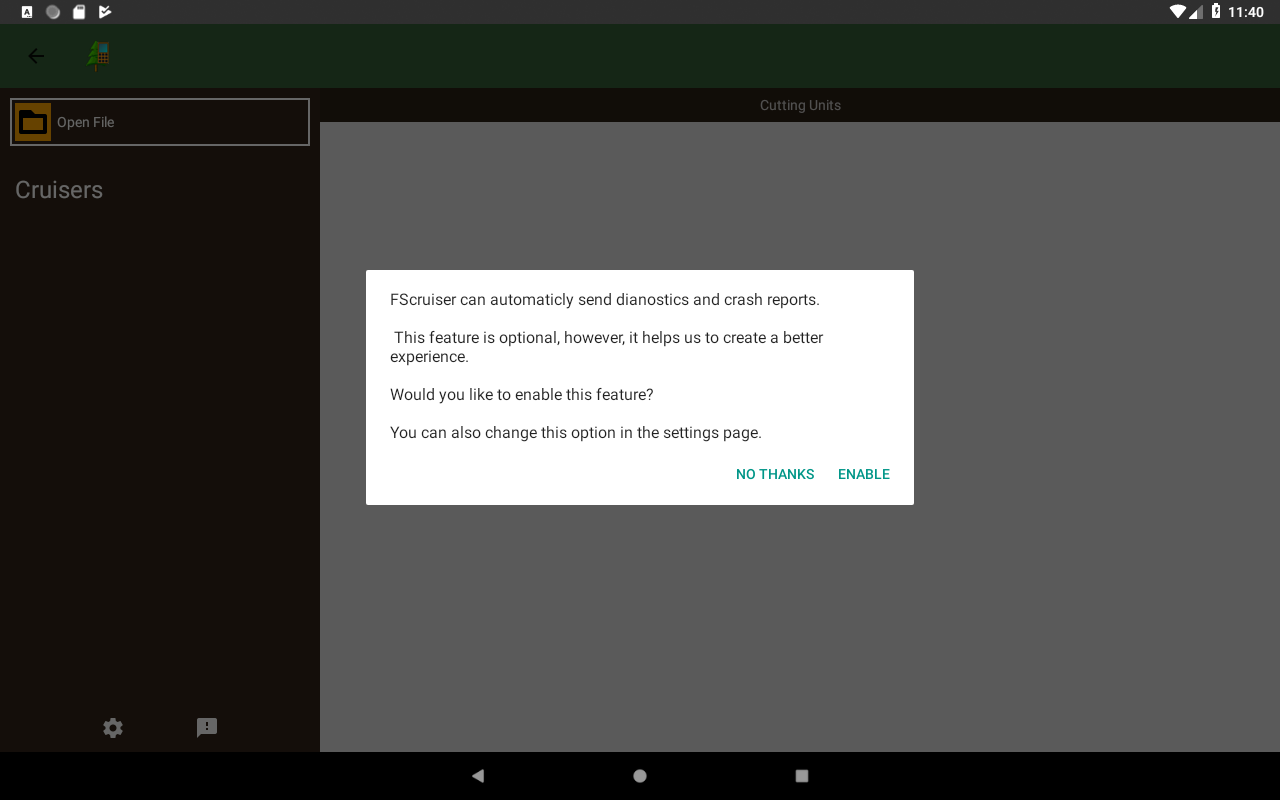 11:40
Cutting Units
Open File
Cruisers
FScruiser can automaticly send dianostics and crash reports.
This feature is optional, however, it helps us to create a better
experience.
Would you like to enable this feature?
You can also change this option in the settings page.
NO THANKS ENABLE